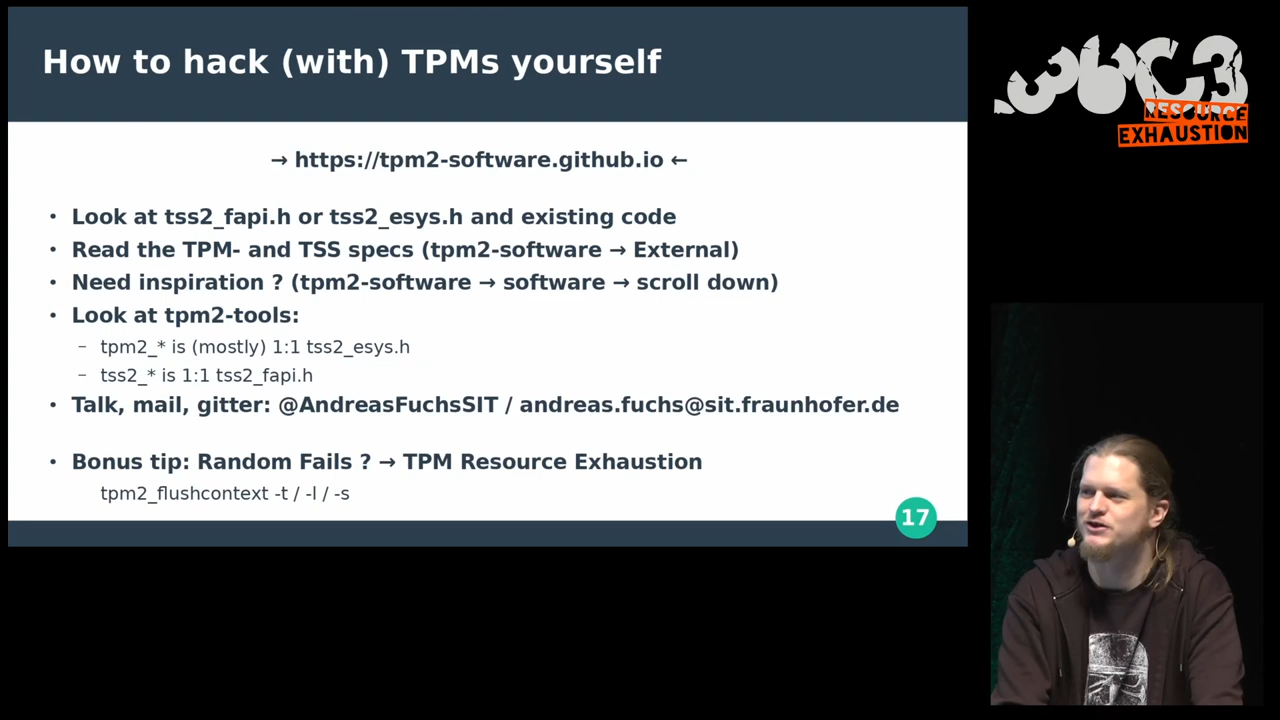 How to hack (with) TPMs yourself
→ https://tpm2-software.github.io ←
• Look at tss2_fapi.h or tss2_esys.h and existing code
• Read the TPM- and TSS specs (tpm2-software → External)
• Need inspiration ? (tpm2-software → software → scroll down)
• Look at tpm2-tools:
– tpm2_* is (mostly) 1:1 tss2_esys.h
– tss2_* is 1:1 tss2_fapi.h
• Talk, mail, gitter: @AndreasFuchsSIT / andreas.fuchs@sit.fraunhofer.de
• Bonus tip: Random Fails ? → TPM Resource Exhaustion
tpm2_flushcontext -t / -l / -s
17
36C3
RESOURCE
EXHAUSTION